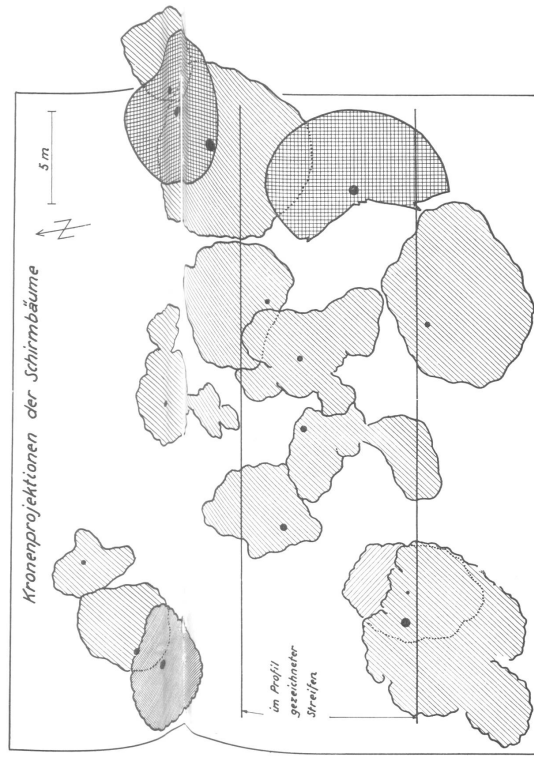 Kronenprojektionen der Schirmbäume
N
5 m
im Profil
gezeichneter
Streifen